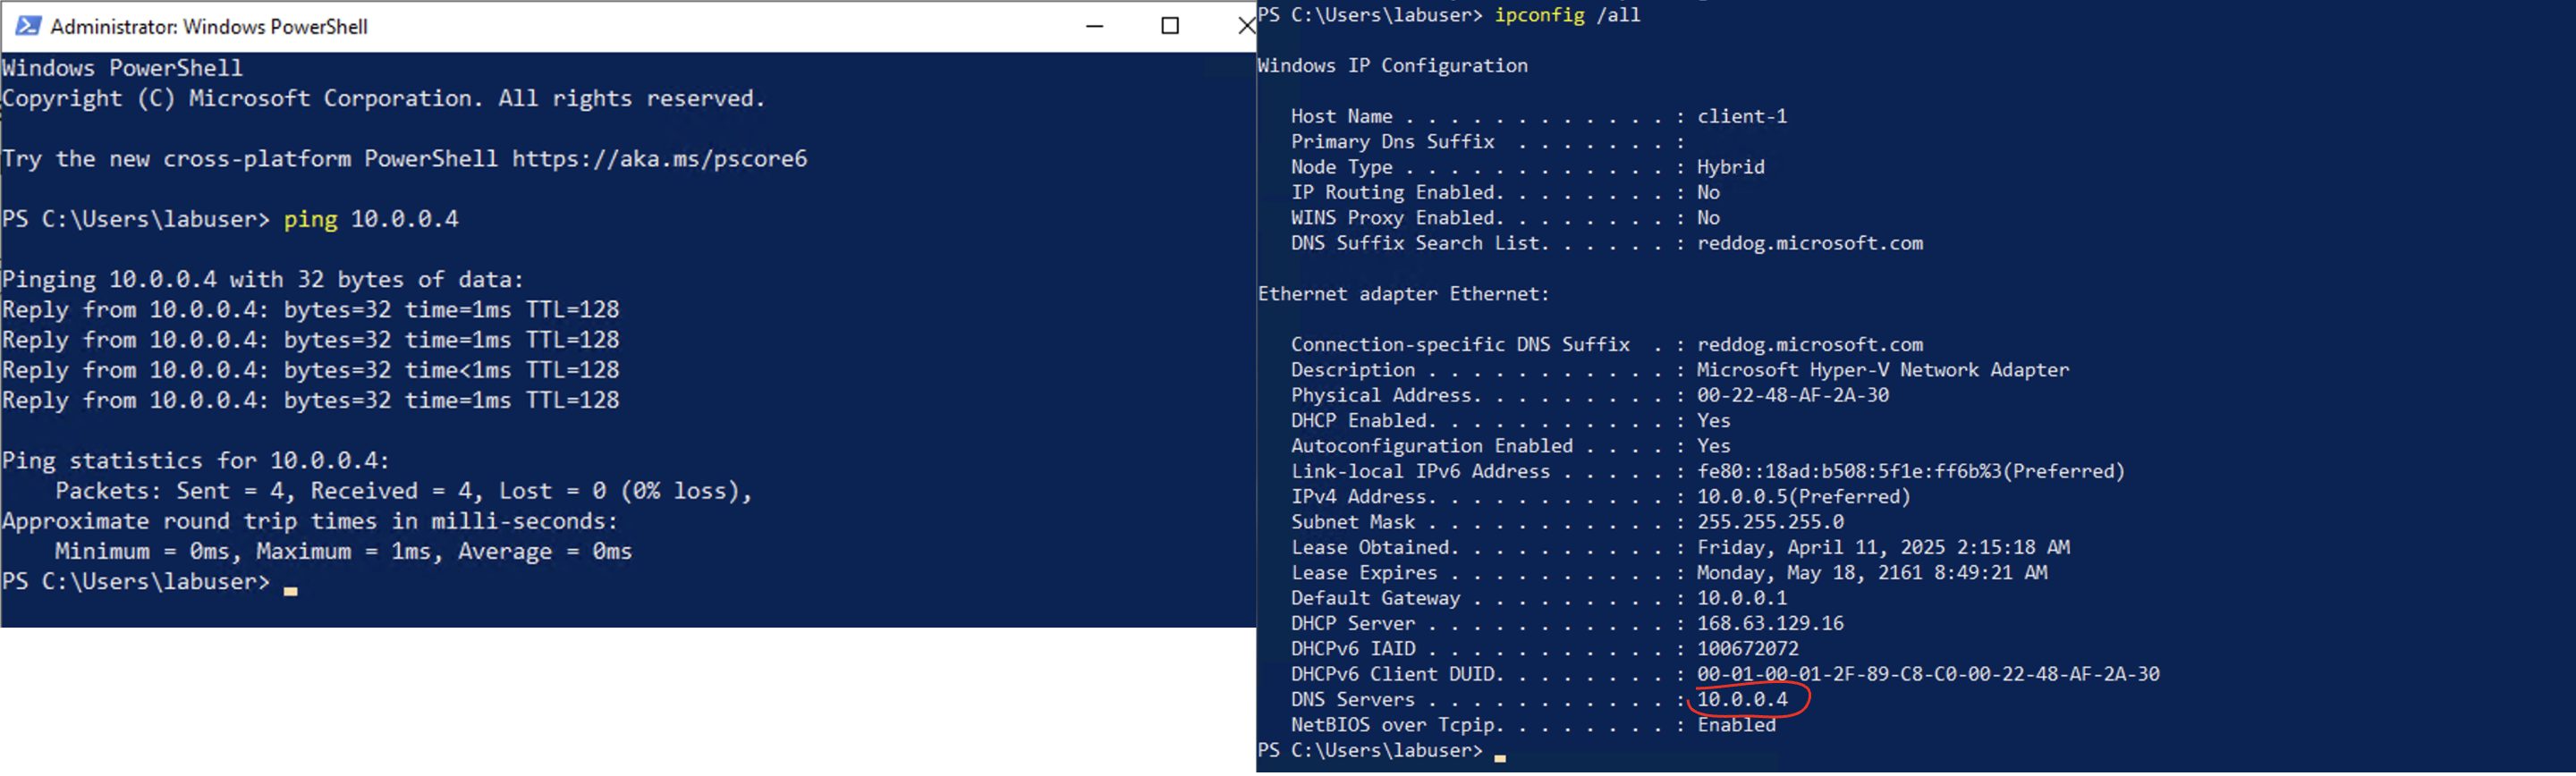 Administrator: Windows PowerShell
Windows PowerShell
Copyright (C) Microsoft Corporation. All rights reserved.
Try the new cross-platform PowerShell https://aka.ms/pscore6
PS C:\Users\labuser> ping 10.0.0.4
Pinging 10.0.0.4 with 32 bytes of data:
Reply from 10.0.0.4: bytes=32 time=1ms TTL=128
Reply from 10.0.0.4: bytes=32 time=1ms TTL=128
Reply from 10.0.0.4: bytes=32 time<1ms TTL=128
Reply from 10.0.0.4: bytes=32 time=1ms TTL=128
Ping statistics for 10.0.0.4:
    Packets: Sent = 4, Received = 4, Lost = 0 (0% loss),
Approximate round trip times in milli-seconds:
    Minimum = 0ms, Maximum = 1ms, Average = 0ms
PS C:\Users\labuser>
PS C:\Users\labuser> ipconfig /all
Windows IP Configuration
   Host Name . . . . . . . . . . . . : client-1
   Primary Dns Suffix  . . . . . . . :
   Node Type . . . . . . . . . . . . : Hybrid
   IP Routing Enabled. . . . . . . . : No
   WINS Proxy Enabled. . . . . . . . : No
   DNS Suffix Search List. . . . . . : reddog.microsoft.com
Ethernet adapter Ethernet:
   Connection-specific DNS Suffix  . : reddog.microsoft.com
   Description . . . . . . . . . . . : Microsoft Hyper-V Network Adapter
   Physical Address. . . . . . . . . : 00-22-48-AF-2A-30
   DHCP Enabled. . . . . . . . . . . : Yes
   Autoconfiguration Enabled . . . . : Yes
   Link-local IPv6 Address . . . . . : fe80::18ad:b508:5f1e:ff6b%3(Preferred)
   IPv4 Address. . . . . . . . . . . : 10.0.0.5(Preferred)
   Subnet Mask . . . . . . . . . . . : 255.255.255.0
   Lease Obtained. . . . . . . . . . : Friday, April 11, 2025 2:15:18 AM
   Lease Expires . . . . . . . . . . : Monday, May 18, 2161 8:49:21 AM
   Default Gateway . . . . . . . . . : 10.0.0.1
   DHCP Server . . . . . . . . . . . : 168.63.129.16
   DHCPv6 IAID . . . . . . . . . . . : 100672072
   DHCPv6 Client DUID. . . . . . . . : 00-01-00-01-2F-89-C8-C0-00-22-48-AF-2A-30
   DNS Servers . . . . . . . . . . . : 10.0.0.4
   NetBIOS over Tcpip. . . . . . . . : Enabled
PS C:\Users\labuser>